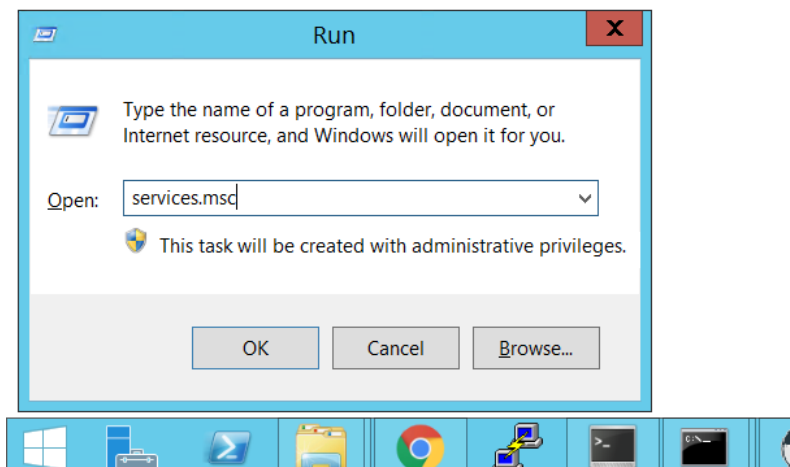 Run
X
Type the name of a program, folder, document, or
Internet resource, and Windows will open it for you.
Open:
services.msc
This task will be created with administrative privileges.
OK
Cancel
Browse...
>_
C:\_